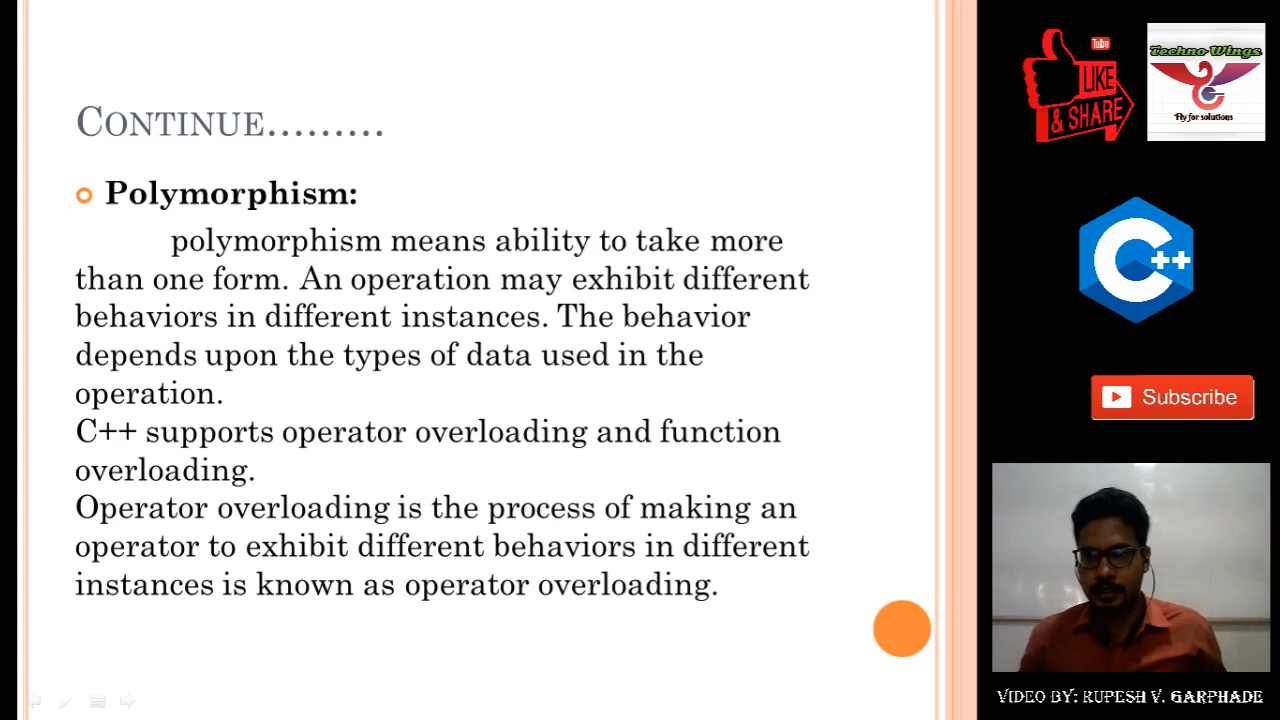 CONTINUE.........
Polymorphism:
polymorphism means ability to take more
than one form. An operation may exhibit different
behaviors in different instances. The behavior
depends upon the types of data used in the
operation.
C++ supports operator overloading and function
overloading.
Operator overloading is the process of making an
operator to exhibit different behaviors in different
instances is known as operator overloading.
Tube
LIKE
& SHARE
Techno Wings
Fly for solutions
C++
Subscribe
VIDEO BY: RUPESH V. GARPHADE